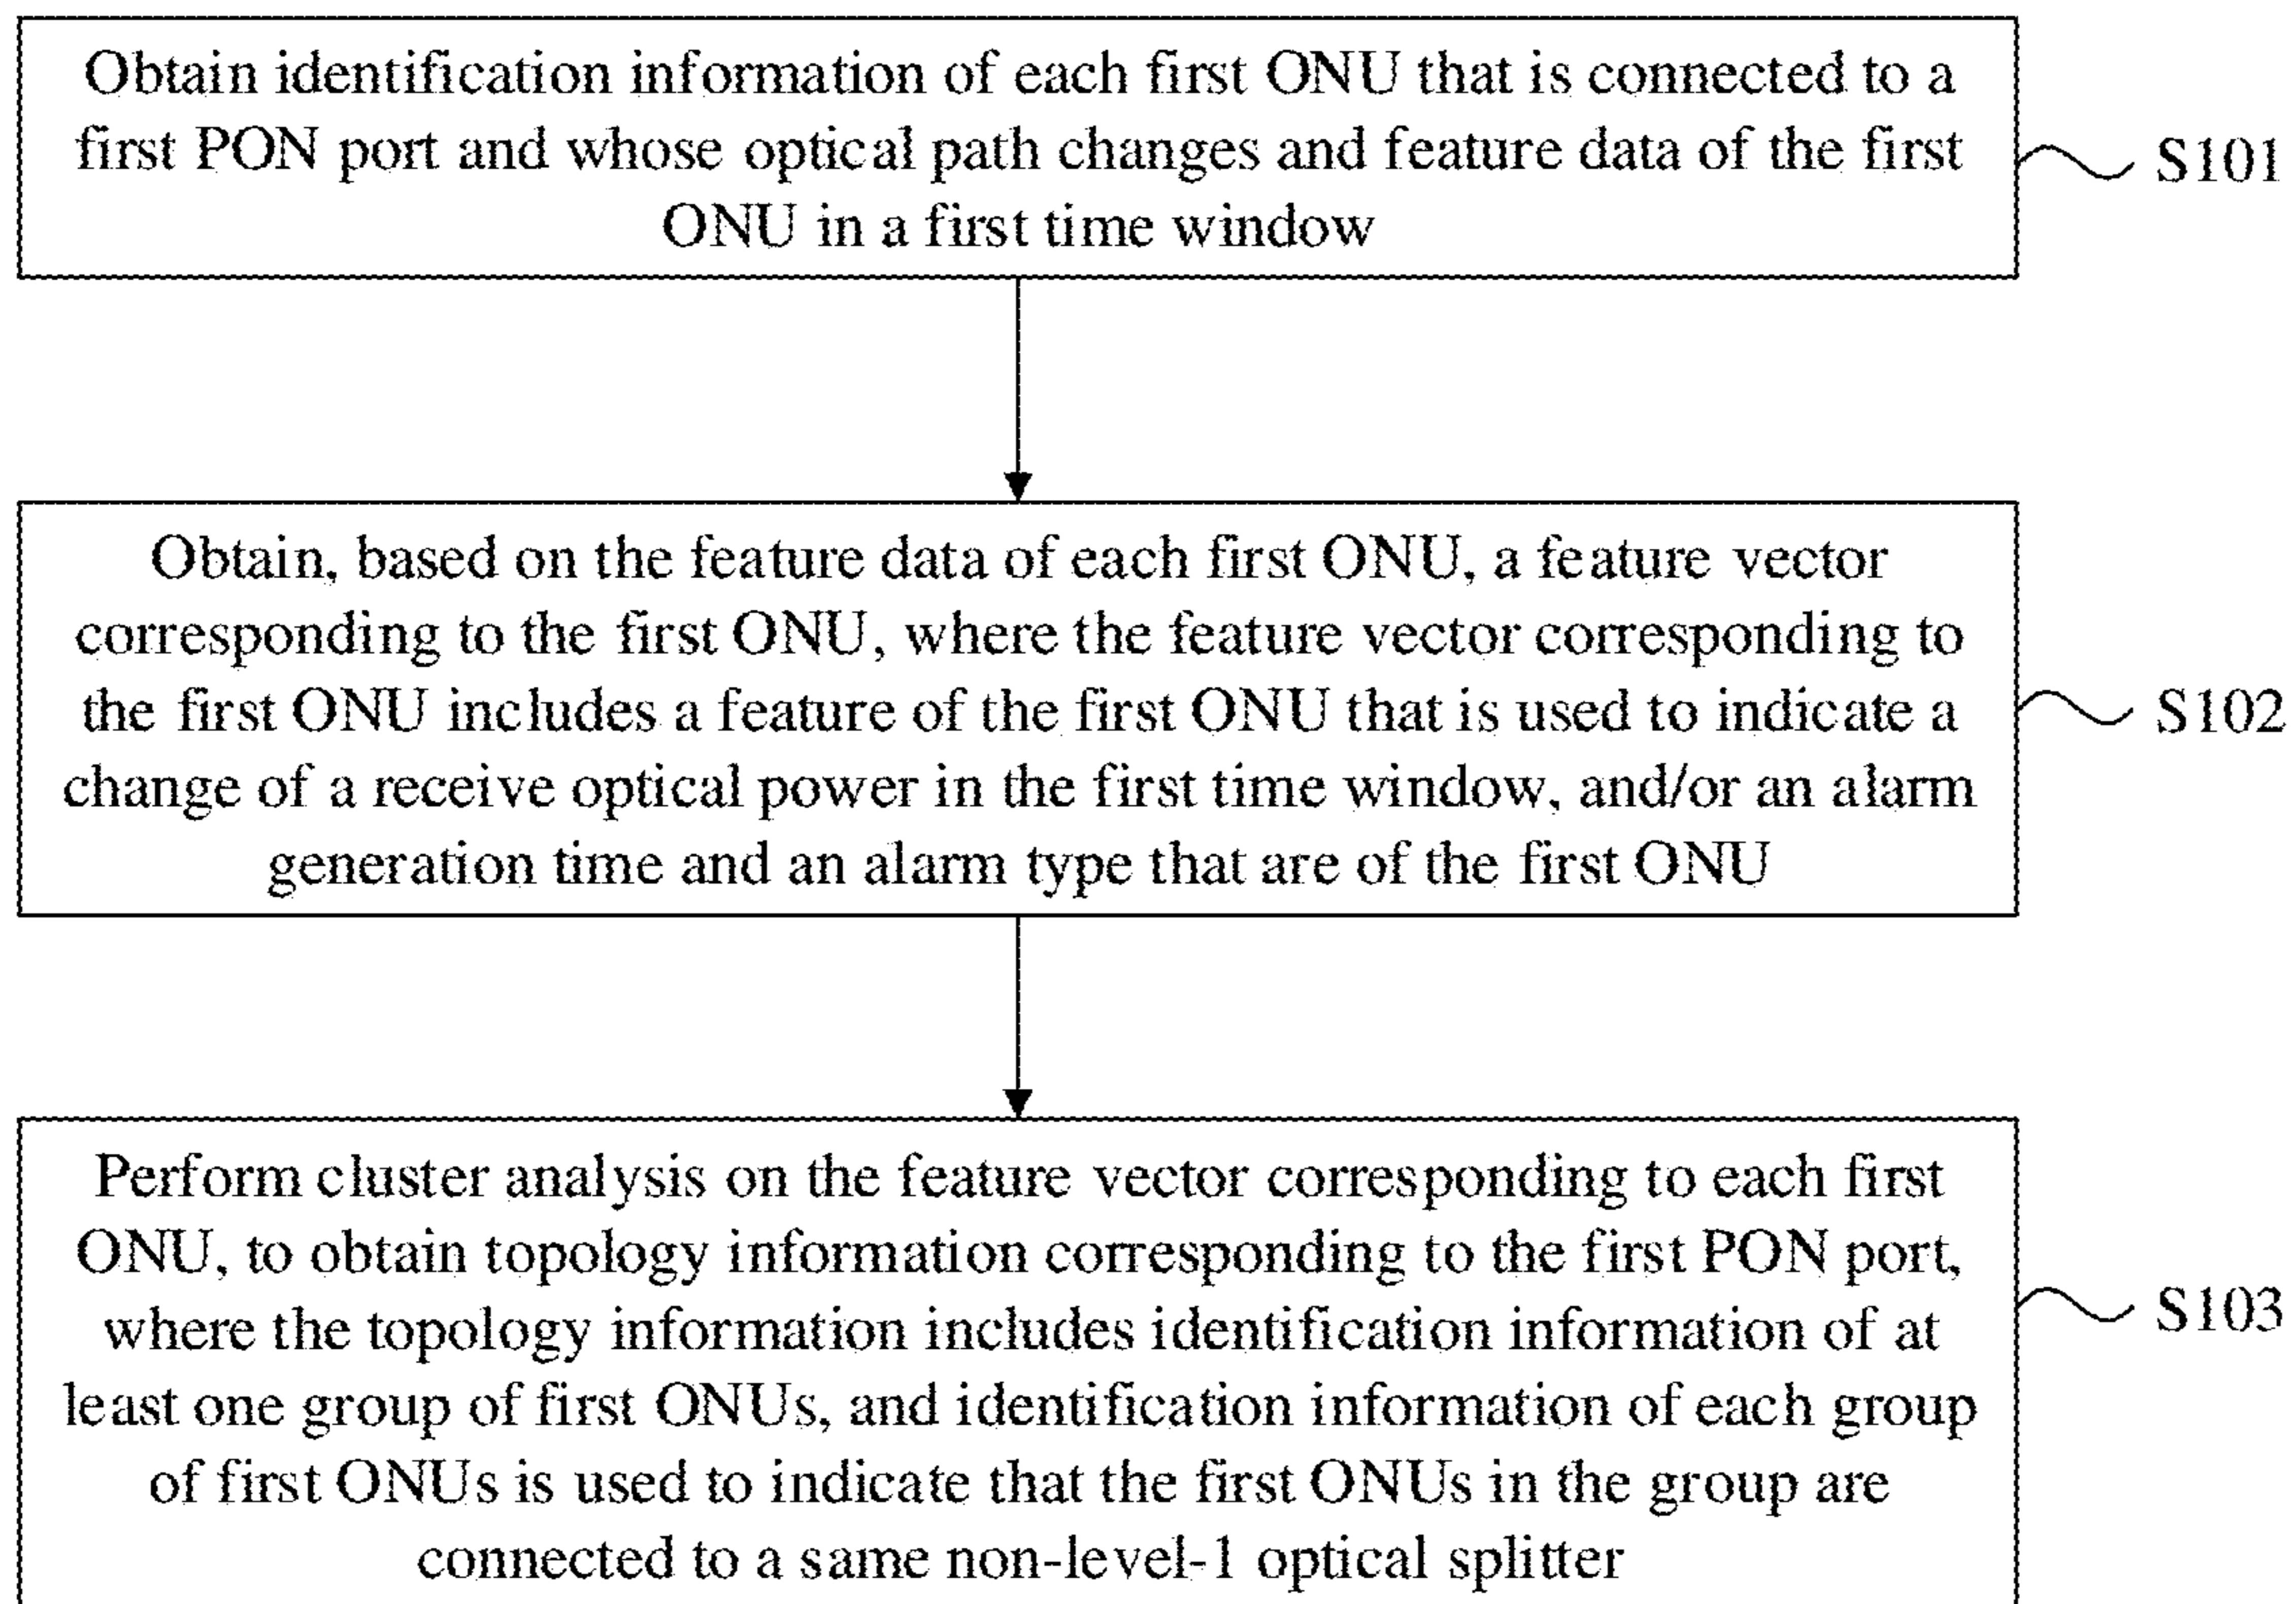 Obtain identification information of each first ONU that is connected to a
first PON port and whose optical path changes and feature data of the first
ONU in a first time window
S101
Obtain, based on the feature data of each first ONU, a feature vector
corresponding to the first ONU, where the feature vector corresponding to
the first ONU includes a feature of the first ONU that is used to indicate a
change of a receive optical power in the first time window, and/or an alarm
generation time and an alarm type that are of the first ONU
S102
Perform cluster analysis on the feature vector corresponding to each first
ONU, to obtain topology information corresponding to the first PON port,
where the topology information includes identification information of at
least one group of first ONUs, and identification information of each group
of first ONUs is used to indicate that the first ONUs in the group are
connected to a same non-level-1 optical splitter
S103